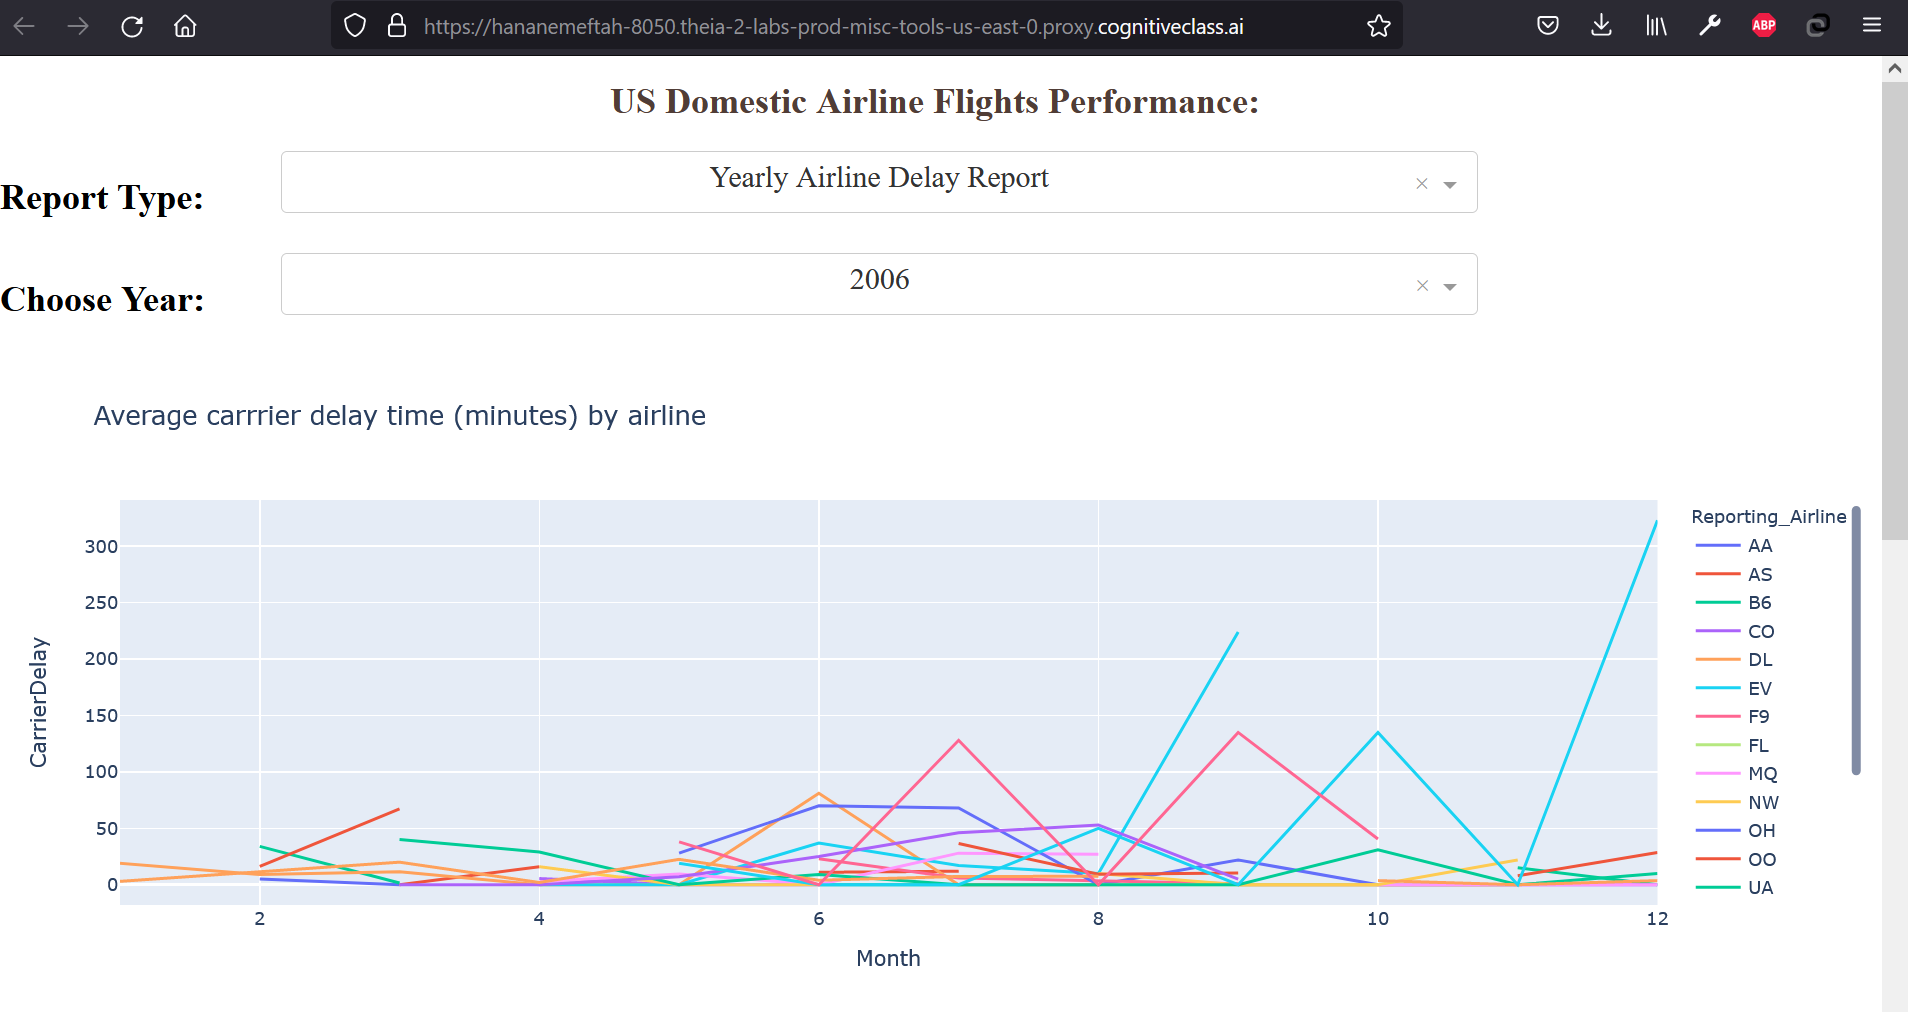 https://hananemeftah-8050.theia-2-labs-prod-misc-tools-us-east-0.proxy.cognitiveclass.ai
ABP
US Domestic Airline Flights Performance:
Report Type:
Yearly Airline Delay Report
×
Choose Year:
2006
×
Average carrrier delay time (minutes) by airline
CarrierDelay
300
250
200
150
100
50
0
2
4
6
8
10
12
Month
Reporting_Airline
AA
AS
B6
CO
DL
EV
F9
FL
MQ
NW
OH
OO
UA